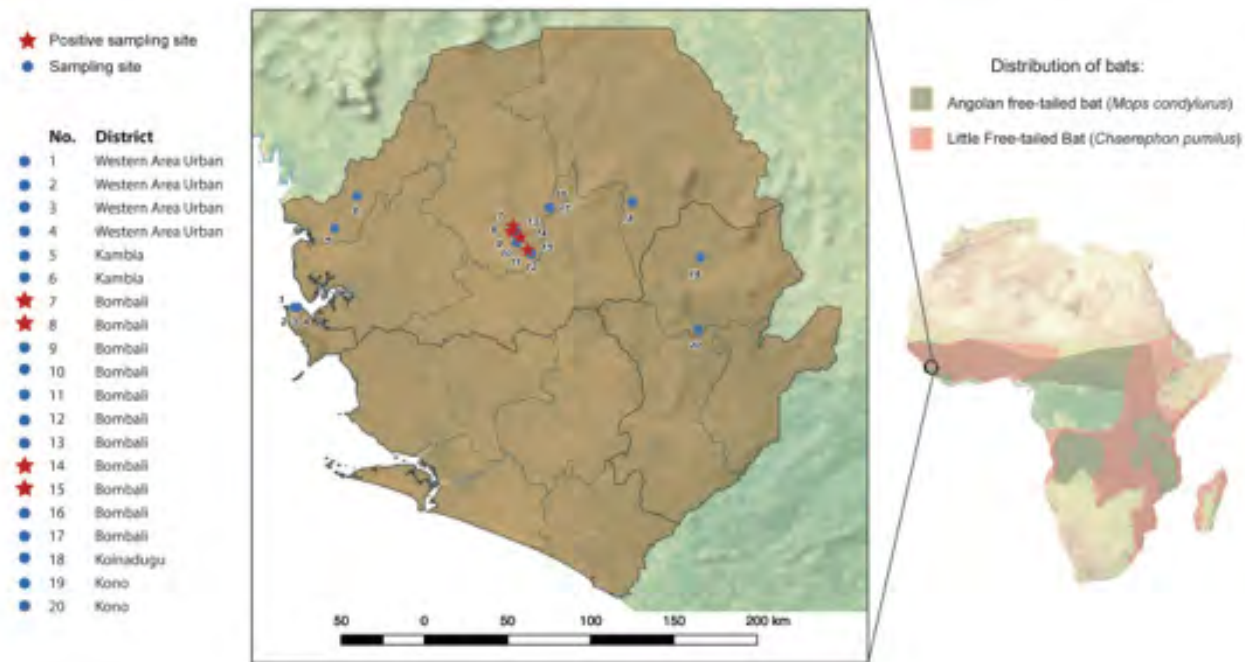 Positive sampling site
Sampling site
No. District
1 Western Area Urban
2 Western Area Urban
3 Western Area Urban
4 Western Area Urban
5 Kambia
6 Kambia
7 Bombali
8 Bombali
9 Bombali
10 Bombali
11 Bombali
12 Bombali
13 Bombali
14 Bombali
15 Bombali
16 Bombali
17 Bombali
18 Koinadugu
19 Kono
20 Kono
50 0 50 100 150 200 km
Distribution of bats:
Angolan free-tailed bat (Mops condylurus)
Little Free-tailed Bat (Chaerephon pumilus)